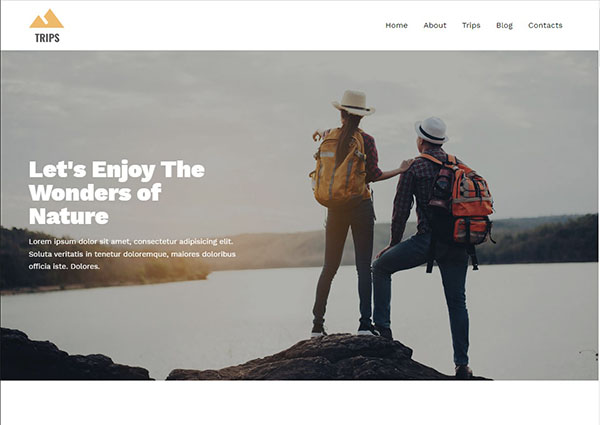 TRIPS
Home About Trips Blog Contacts
Let's Enjoy The
Wonders of
Nature
Lorem ipsum dolor sit amet, consectetur adipisicing elit.
Soluta veritatis in tenetur doloremque, maiores doloribus
officia iste. Dolores.